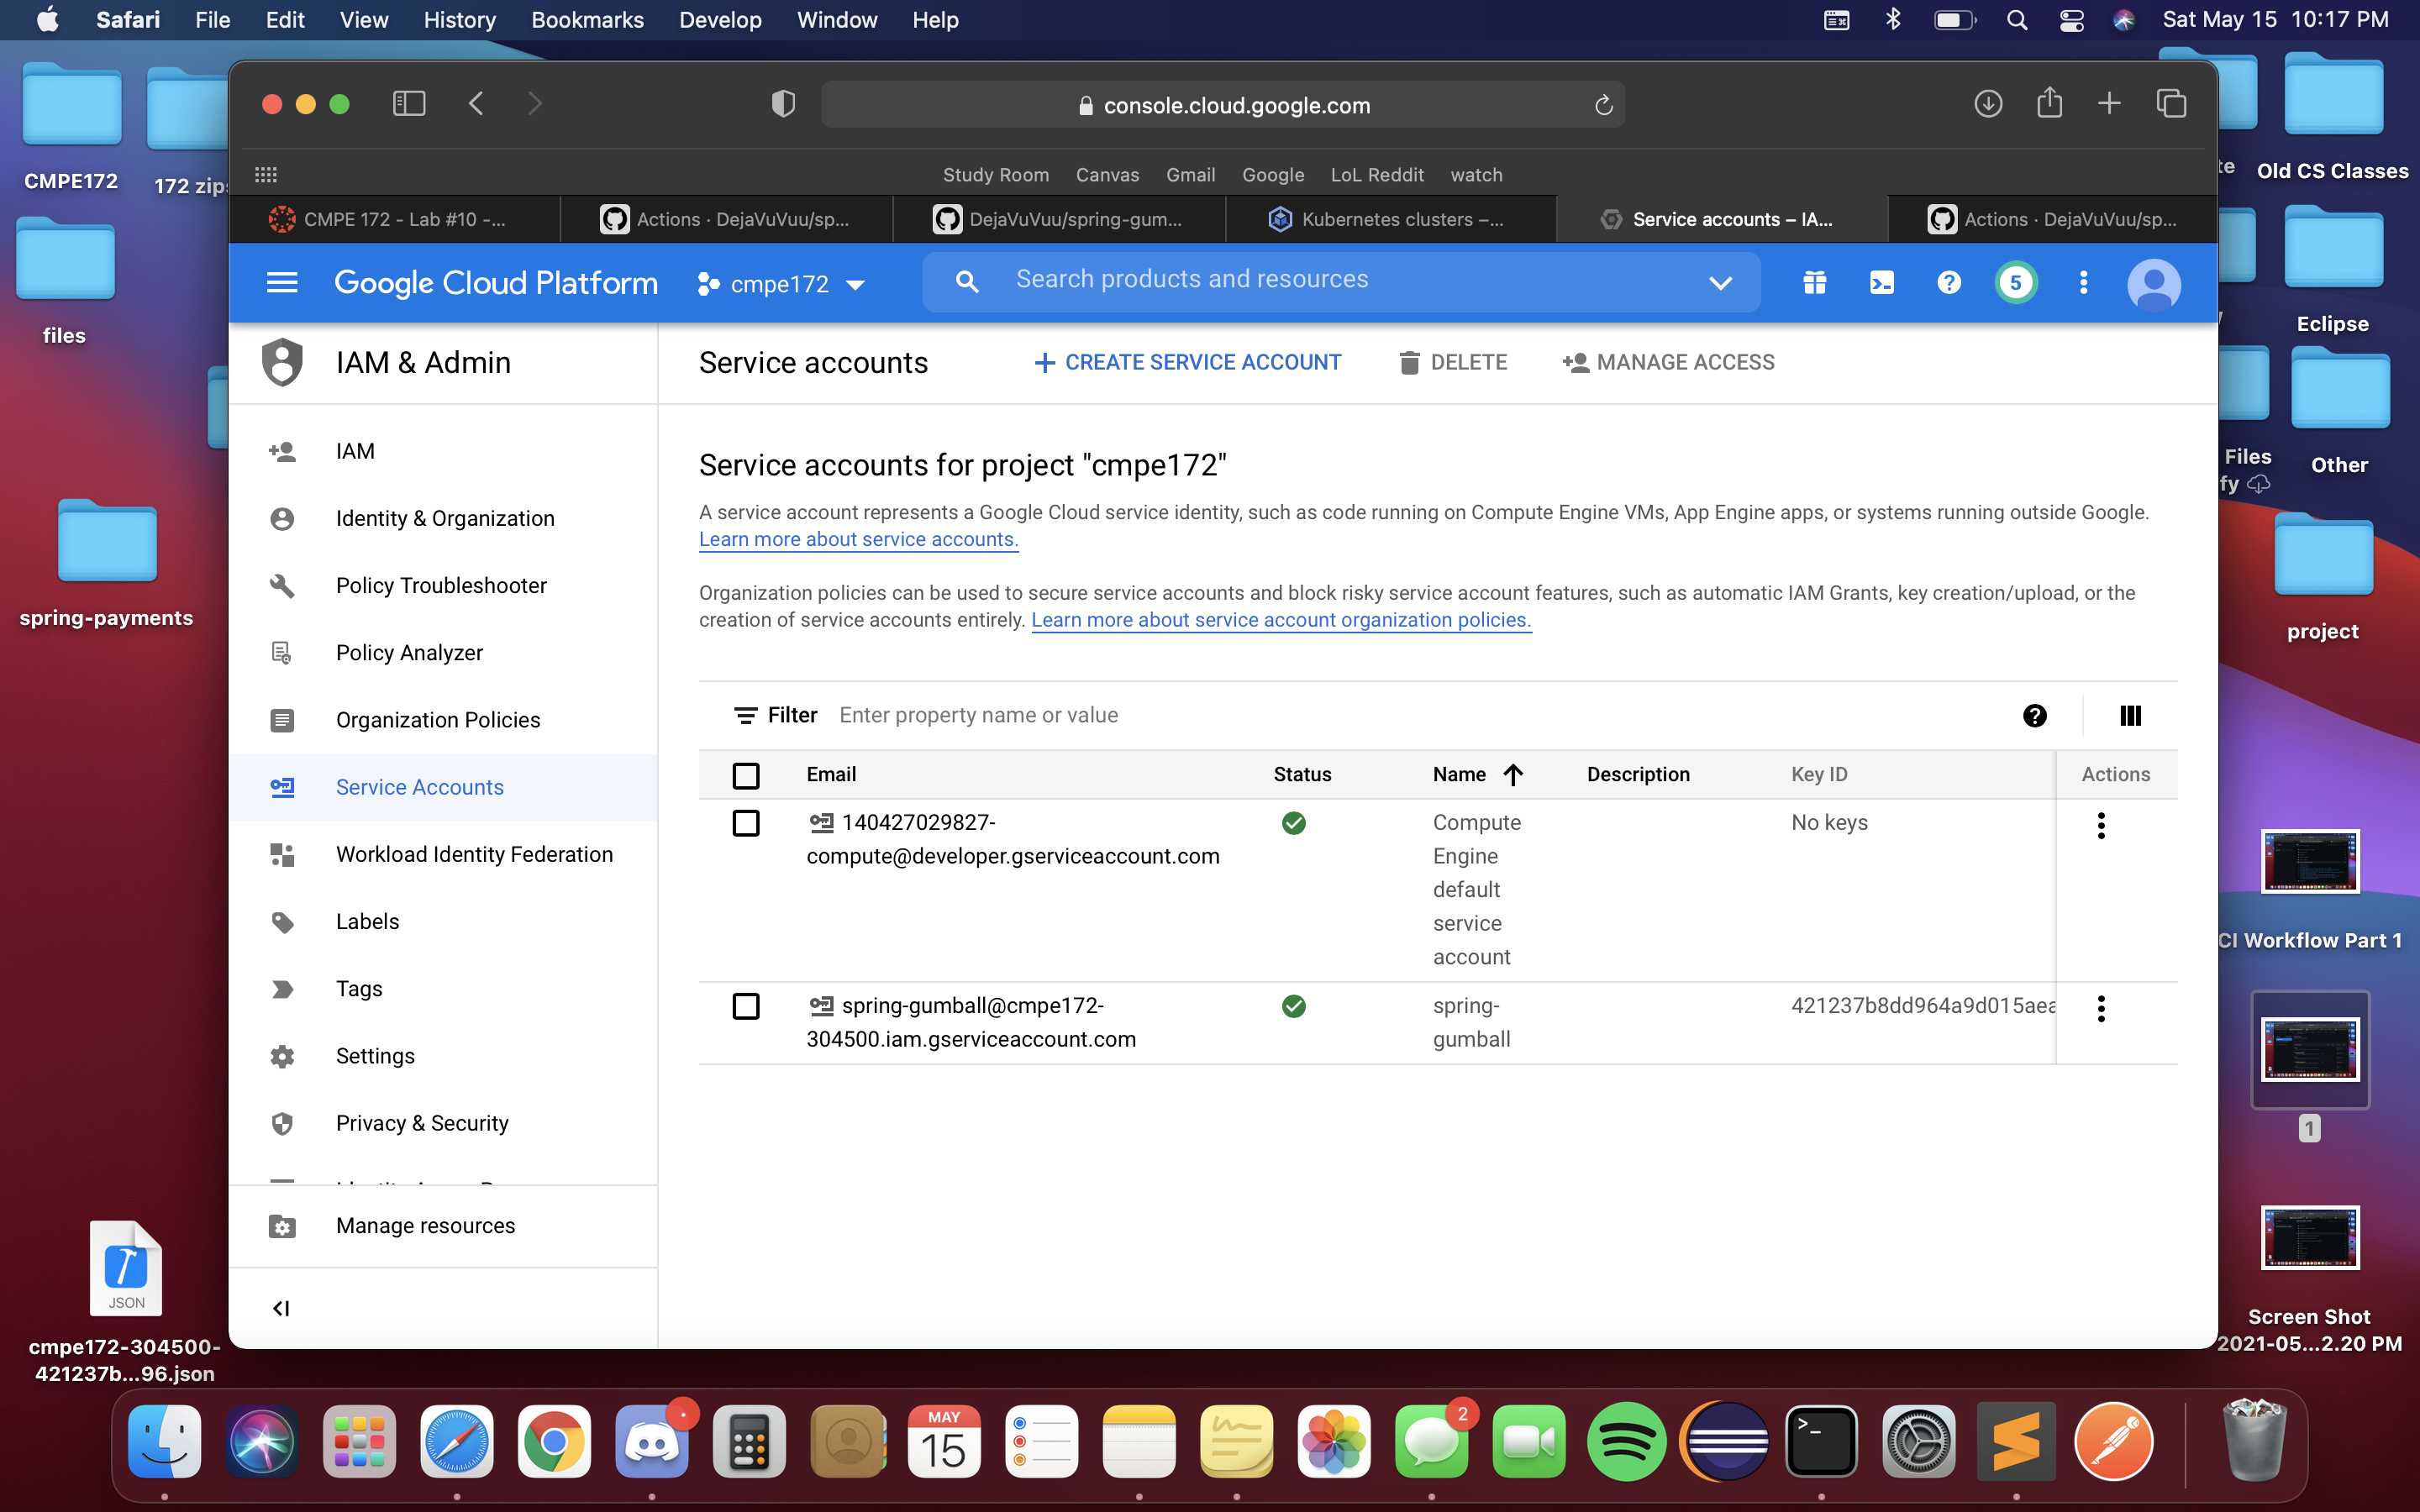 Safari File Edit View History Bookmarks Develop Window Help
Sat May 15 10:17 PM
CMPE172
172 zip
files
spring-payments
JSON
cmpe172-304500-
421237b...96.json
console.cloud.google.com
Study Room Canvas Gmail Google LoL Reddit watch
CMPE 172 - Lab #10 -...
Actions · DejaVuVuu/sp...
DejaVuVuu/spring-gum...
Kubernetes clusters –...
Service accounts – IA...
Actions · DejaVuVuu/sp...
Google Cloud Platform
cmpe172
Search products and resources
5
IAM & Admin
IAM
Identity & Organization
Policy Troubleshooter
Policy Analyzer
Organization Policies
Service Accounts
Workload Identity Federation
Labels
Tags
Settings
Privacy & Security
Manage resources
Service accounts
CREATE SERVICE ACCOUNT
DELETE
MANAGE ACCESS
Service accounts for project "cmpe172"
A service account represents a Google Cloud service identity, such as code running on Compute Engine VMs, App Engine apps, or systems running outside Google.
Learn more about service accounts.
Organization policies can be used to secure service accounts and block risky service account features, such as automatic IAM Grants, key creation/upload, or the
creation of service accounts entirely. Learn more about service account organization policies.
Filter Enter property name or value
Email Status Name Description Key ID Actions
140427029827-
compute@developer.gserviceaccount.com
Compute
Engine
default
service
account
No keys
spring-gumball@cmpe172-
304500.iam.gserviceaccount.com
spring-
gumball
421237b8dd964a9d015aea
te
Old CS Classes
Eclipse
Files
fy
Other
project
CI Workflow Part 1
1
Screen Shot
2021-05...2.20 PM
MAY
15
2